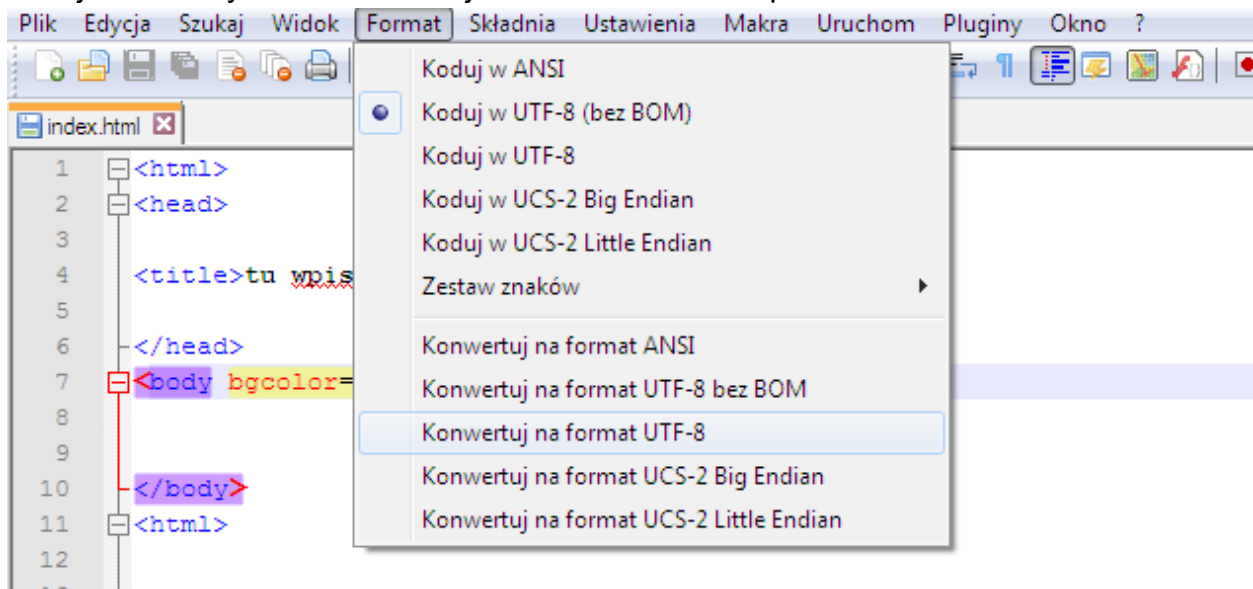 Plik Edycja Szukaj Widok Format Składnia Ustawienia Makra Uruchom Pluginy Okno ?
index.html
Koduj w ANSI
Koduj w UTF-8 (bez BOM)
Koduj w UTF-8
Koduj w UCS-2 Big Endian
Koduj w UCS-2 Little Endian
Zestaw znaków
Konwertuj na format ANSI
Konwertuj na format UTF-8 bez BOM
Konwertuj na format UTF-8
Konwertuj na format UCS-2 Big Endian
Konwertuj na format UCS-2 Little Endian
1 <html>
2 <head>
3
4 <title>tu wpis
5
6 </head>
7 <body bgcolor=
8
9
10 </body>
11 <html>
12